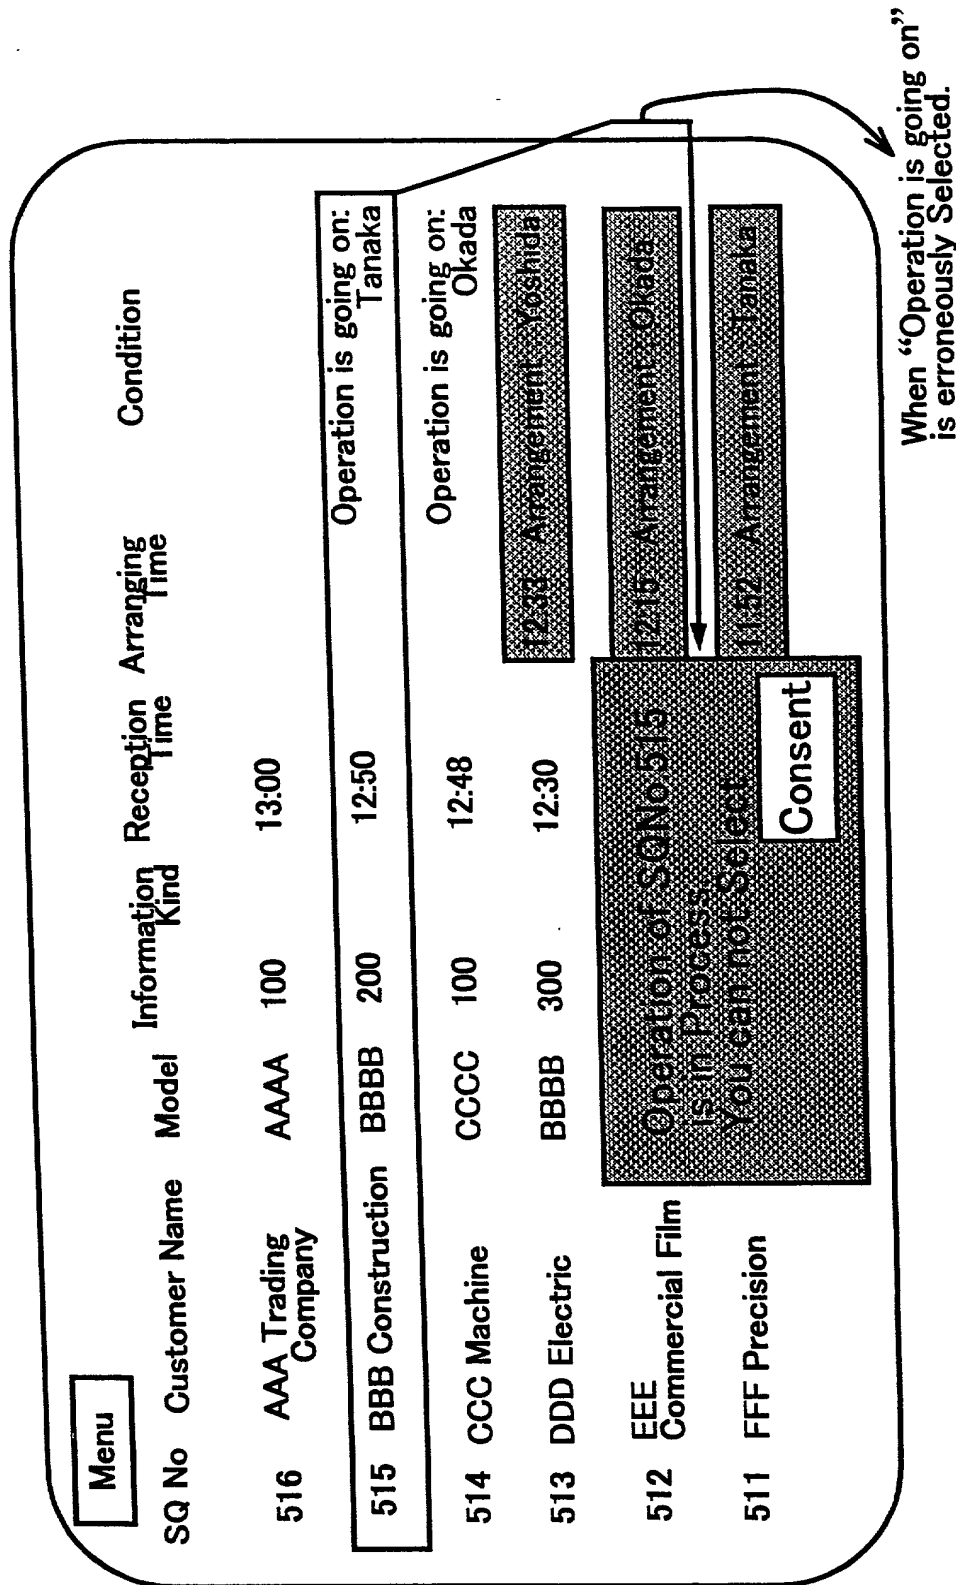 Menu
SQ No Customer Name Model Information Kind Reception Time Arranging Time Condition
516 AAA Trading Company AAAA 100 13:00
515 BBB Construction BBBB 200 12:50 Operation is going on: Tanaka
514 CCC Machine CCCC 100 12:48 Operation is going on: Okada
513 DDD Electric BBBB 300 12:30 12:33 Arrangement Yoshida
512 EEE Commercial Film 12:15 Arrangement Okada
511 FFF Precision 11:52 Arrangement Tanaka
Operation of SQNo 515
is in Process
You can not Select
Consent
When “Operation is going on”
is erroneously Selected.